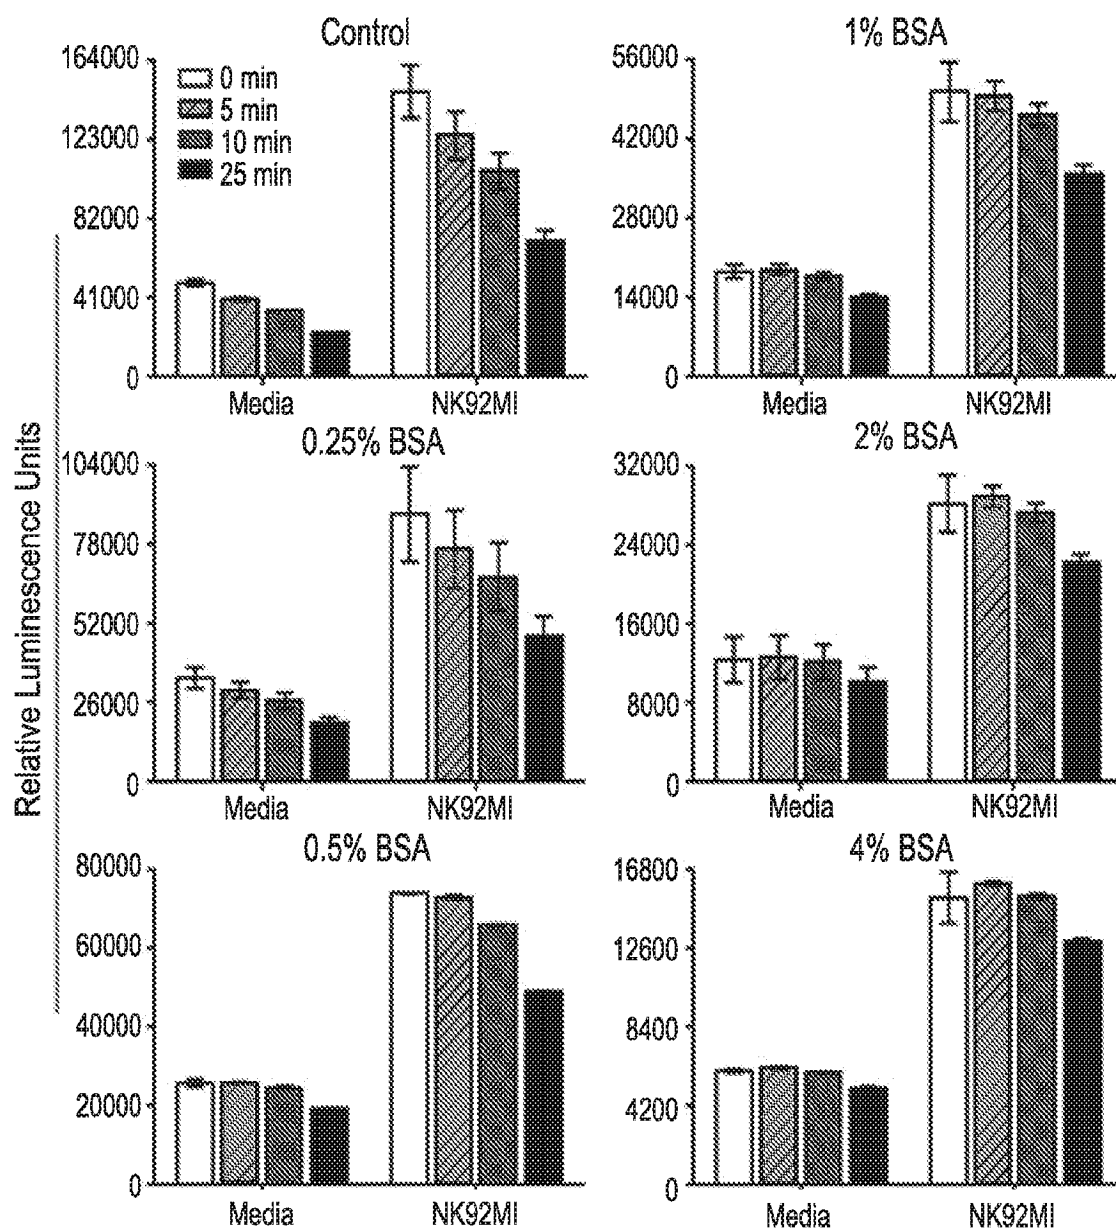 Relative Luminescence Units
Control
164000
123000
82000
41000
0
0 min
5 min
10 min
25 min
Media
NK92MI
1% BSA
56000
42000
28000
14000
0
Media
NK92MI
0.25% BSA
104000
78000
52000
26000
0
Media
NK92MI
2% BSA
32000
24000
16000
8000
0
Media
NK92MI
0.5% BSA
80000
60000
40000
20000
0
Media
NK92MI
4% BSA
16800
12600
8400
4200
0
Media
NK92MI